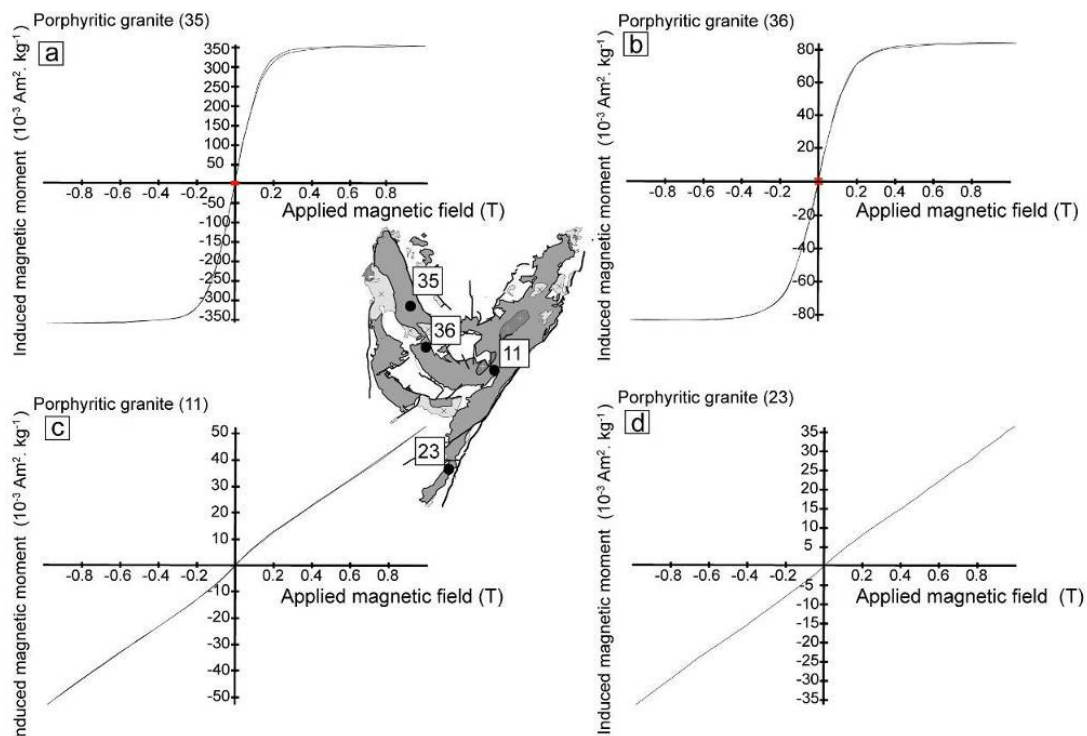 Porphyritic granite (35)
a
Induced magnetic moment (10⁻³ Am². kg⁻¹)
350
300
250
200
150
100
50
-0.8 -0.6 -0.4 -0.2 0.2 0.4 0.6 0.8
-50
-100
-150
-200
-250
-300
-350
Applied magnetic field (T)
Porphyritic granite (36)
b
Induced magnetic moment (10⁻³ Am². kg⁻¹)
80
60
40
20
-0.8 -0.6 -0.4 -0.2 0.2 0.4 0.6 0.8
-20
-40
-60
-80
Applied magnetic field (T)
35
36
11
23
Porphyritic granite (11)
c
Induced magnetic moment (10⁻³ Am². kg⁻¹)
50
40
30
20
10
-0.8 -0.6 -0.4 -0.2 0.2 0.4 0.6 0.8
-10
-20
-30
-40
-50
Applied magnetic field (T)
Porphyritic granite (23)
d
Induced magnetic moment (10⁻³ Am². kg⁻¹)
35
30
25
20
15
10
5
-0.8 -0.6 -0.4 -0.2 0.2 0.4 0.6 0.8
-5
-10
-15
-20
-25
-30
-35
Applied magnetic field (T)